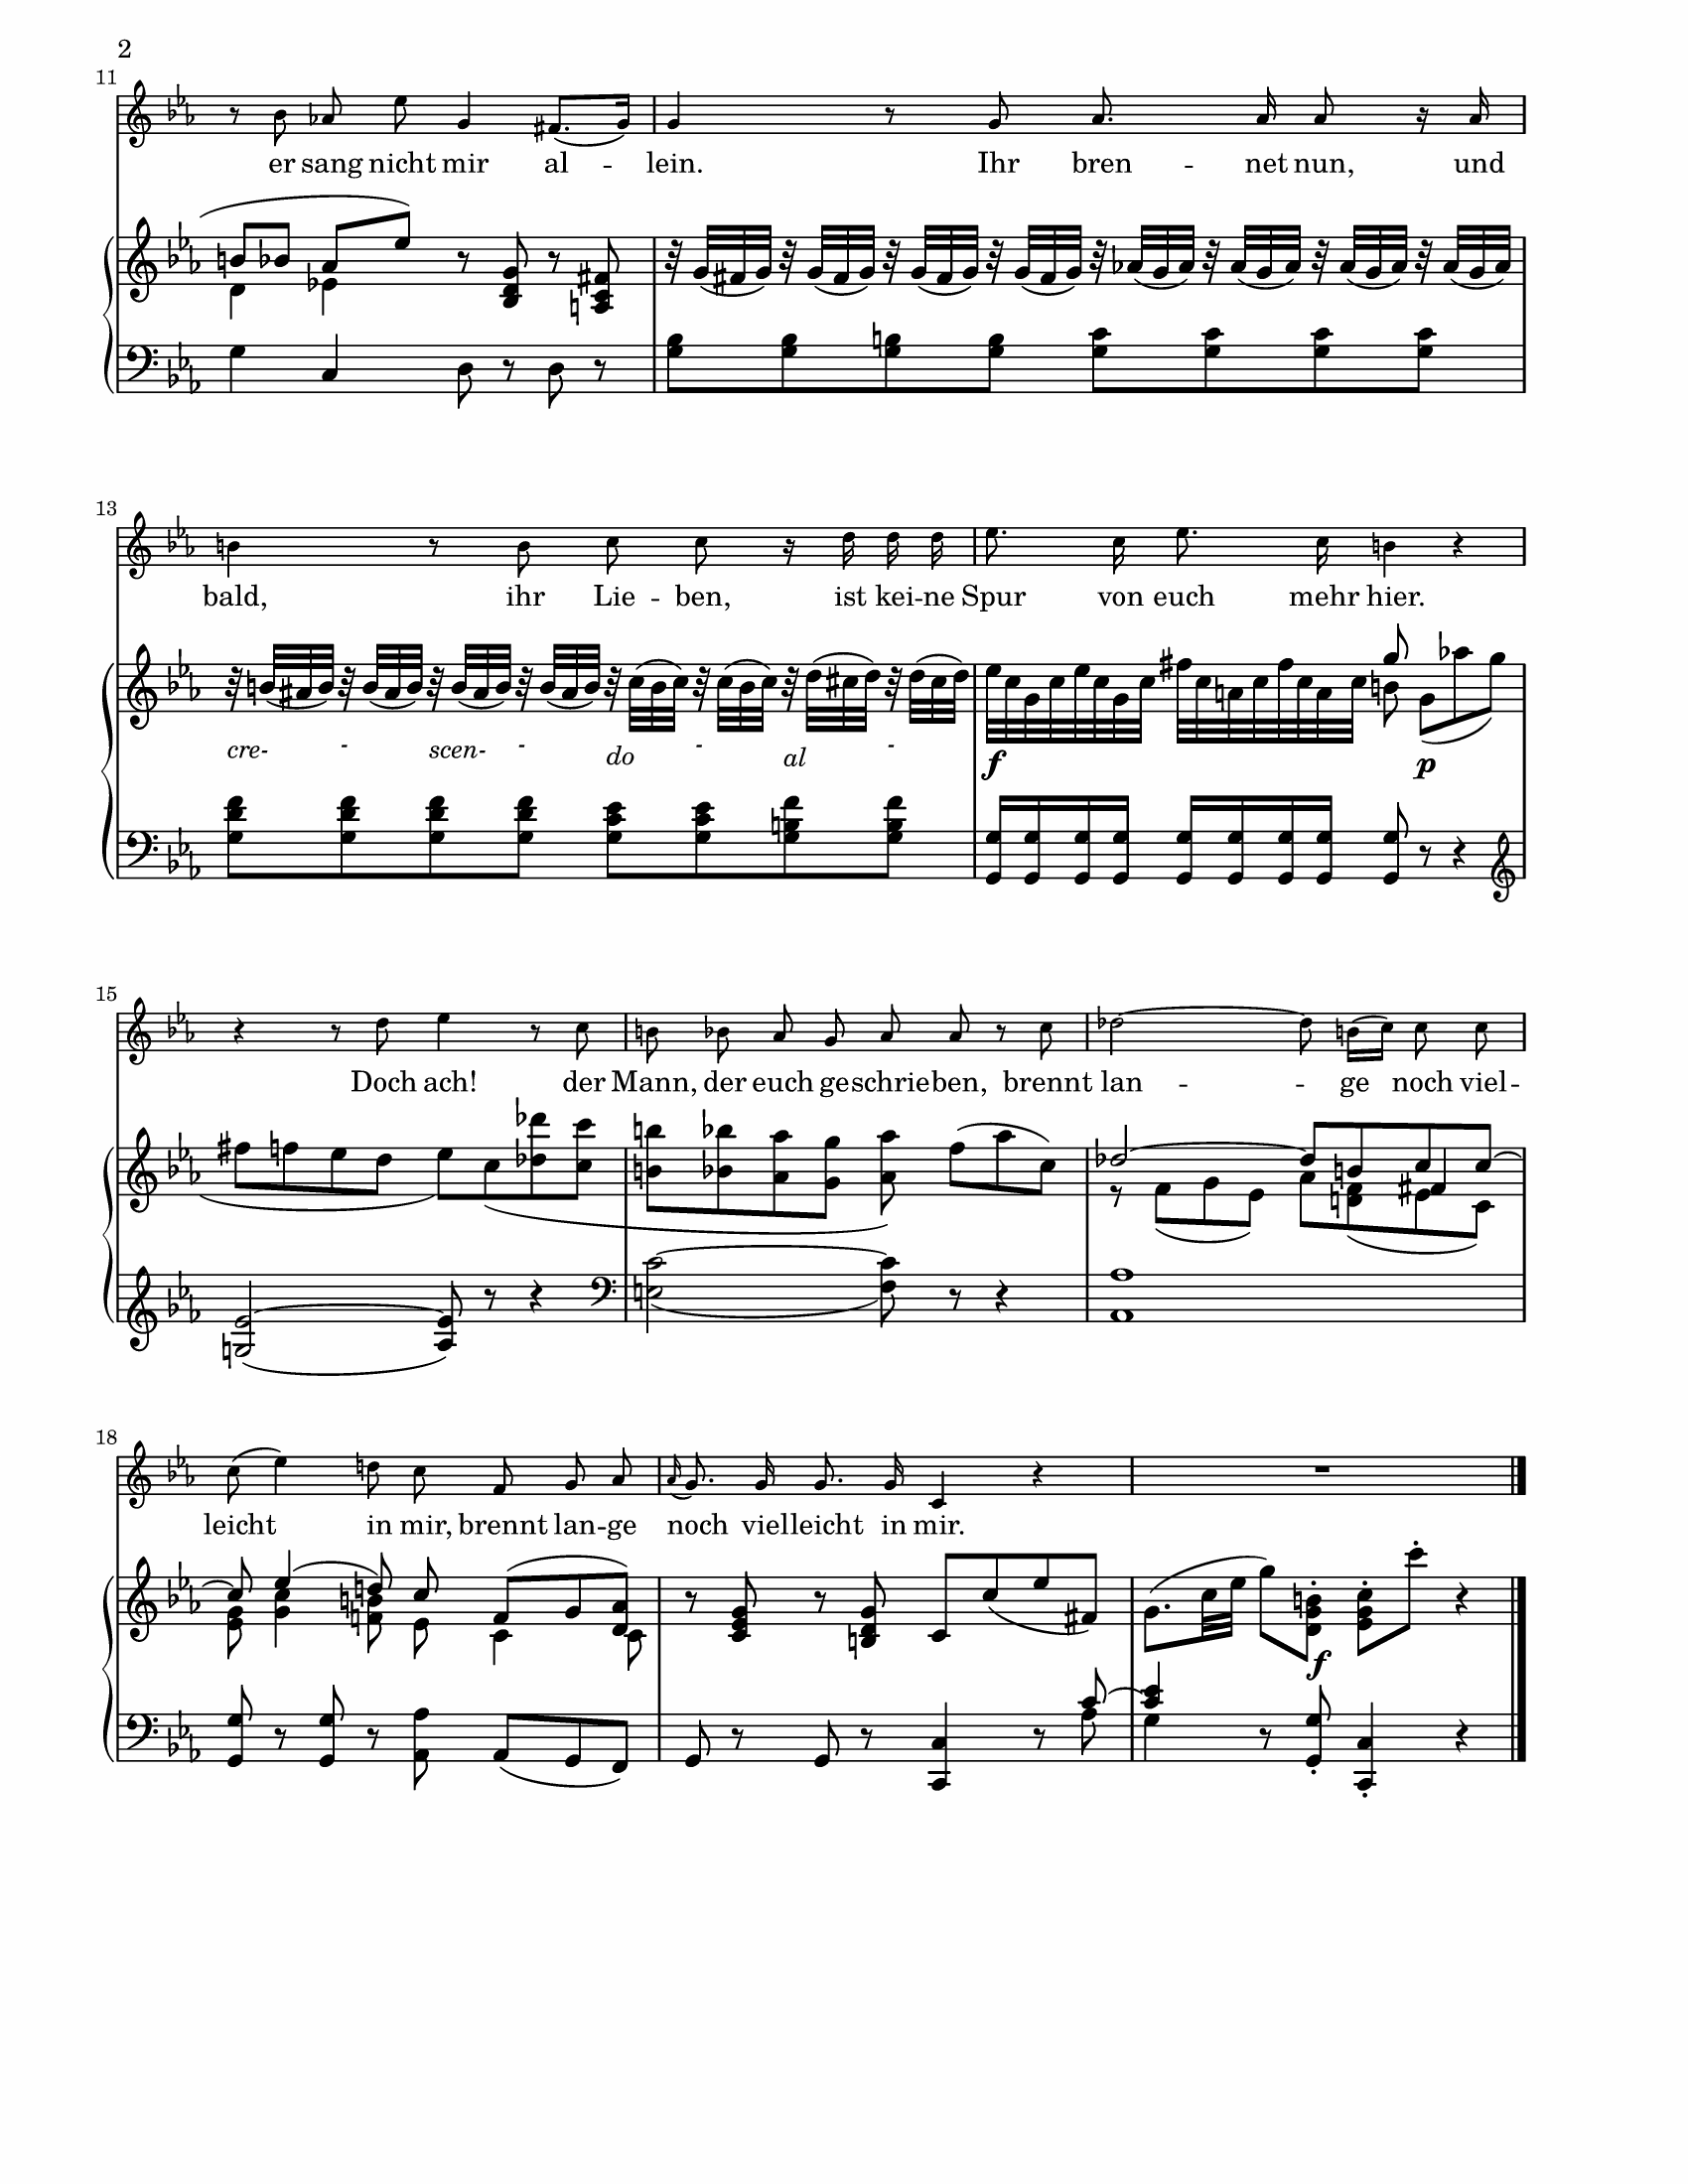 2
11
er sang nicht mir al -- lein. Ihr bren -- net nun, und
13
bald, ihr Lie -- ben, ist kei -- ne Spur von euch mehr hier.
cre- - scen- - do - al -
f p
15
Doch ach! der Mann, der euch geschrieben, brennt lan -- ge noch viel --
18
leicht in mir, brennt lan -- ge noch vielleicht in mir.
f